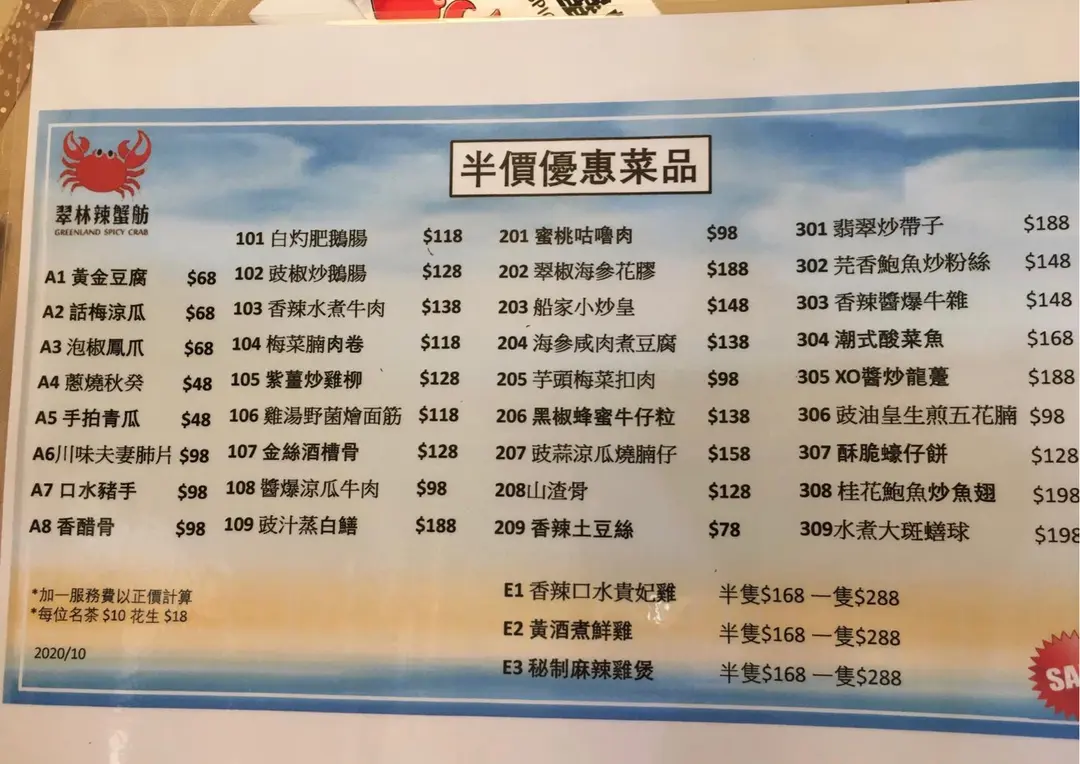 半價優惠菜品
翠林辣蟹舫
GREENLAND SPICY CRAB
A1 黃金豆腐 $68
A2 話梅涼瓜 $68
A3 泡椒鳳爪 $68
A4 蔥燒秋癸 $48
A5 手拍青瓜 $48
A6川味夫妻肺片 $98
A7 口水豬手 $98
A8 香醋骨 $98
101 白灼肥鵝腸 $118
102 豉椒炒鵝腸 $128
103 香辣水煮牛肉 $138
104 梅菜腩肉卷 $118
105 紫薑炒雞柳 $128
106 雞湯野菌燴面筋 $118
107 金絲酒槽骨 $128
108 醬爆涼瓜牛肉 $98
109 豉汁蒸白鱔 $188
201 蜜桃咕嚕肉 $98
202 翠椒海參花膠 $188
203 船家小炒皇 $148
204 海參咸肉煮豆腐 $138
205 芋頭梅菜扣肉 $98
206 黑椒蜂蜜牛仔粒 $138
207 豉蒜涼瓜燒腩仔 $158
208山渣骨 $128
209 香辣土豆絲 $78
301 翡翠炒帶子 $188
302 芫香鮑魚炒粉絲 $148
303 香辣醬爆牛雜 $148
304 潮式酸菜魚 $168
305 XO醬炒龍躉 $188
306 豉油皇生煎五花腩 $98
307 酥脆蠔仔餅 $128
308 桂花鮑魚炒魚翅 $198
309水煮大斑鱔球 $198
E1 香辣口水貴妃雞 半隻$168 一隻$288
E2 黃酒煮鮮雞 半隻$168 一隻$288
E3 秘制麻辣雞煲 半隻$168 一隻$288
*加一服務費以正價計算
*每位名茶 $10 花生 $18
2020/10
SA